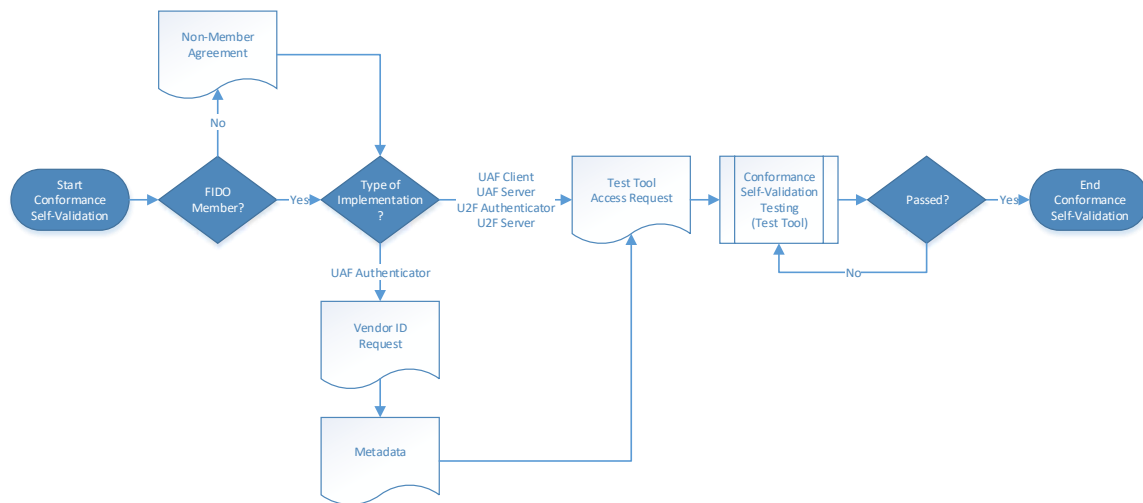 Non-Member
Agreement
No
Start
Conformance
Self-Validation
FIDO
Member?
Yes
Type of
Implementation
?
UAF Client
UAF Server
U2F Authenticator
U2F Server
Test Tool
Access Request
Conformance
Self-Validation
Testing
(Test Tool)
Passed?
Yes
End
Conformance
Self-Validation
No
UAF Authenticator
Vendor ID
Request
Metadata